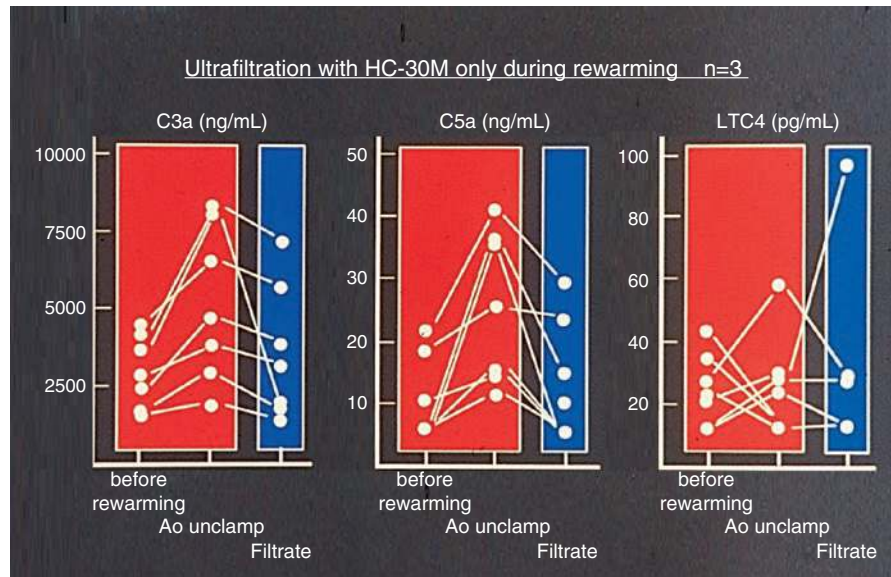 Ultrafiltration with HC-30M only during rewarming n=3
C3a (ng/mL)
10000
7500
5000
2500
before
rewarming
Ao unclamp
Filtrate
C5a (ng/mL)
50
40
30
20
10
before
rewarming
Ao unclamp
Filtrate
LTC4 (pg/mL)
100
80
60
40
20
before
rewarming
Ao unclamp
Filtrate